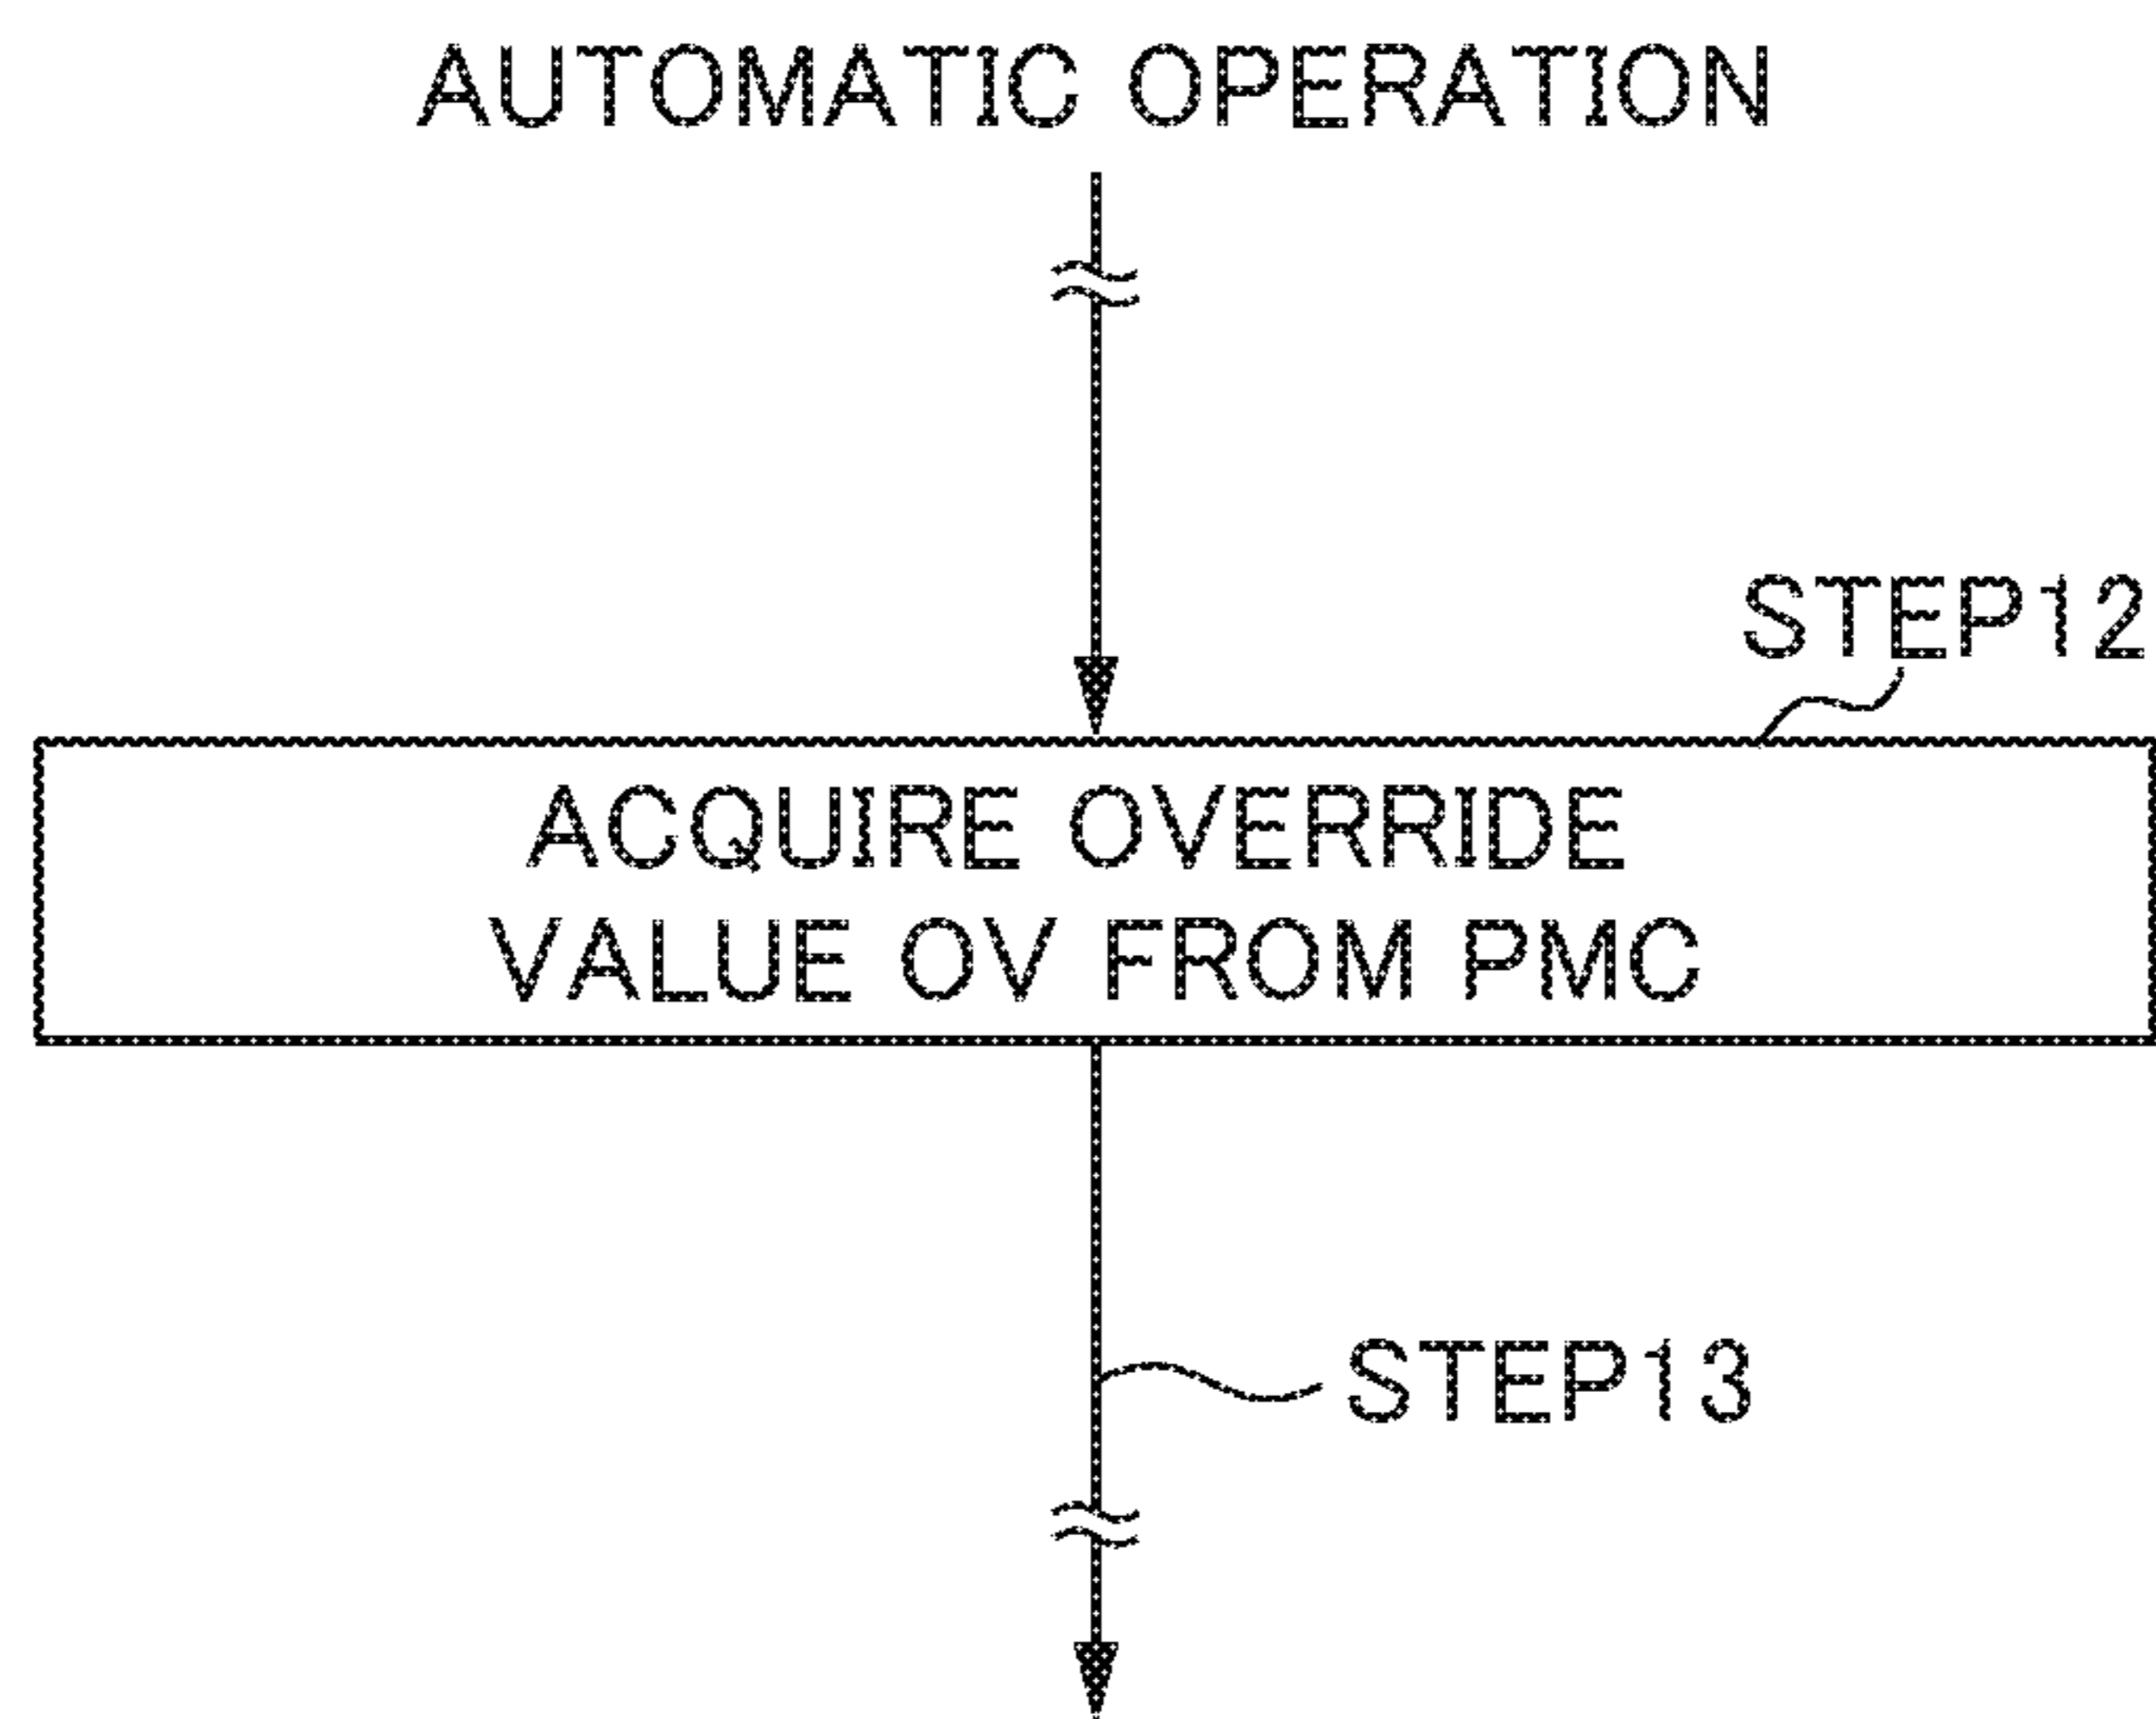 AUTOMATIC OPERATION
STEP12
ACQUIRE OVERRIDE
VALUE OV FROM PMC
STEP13